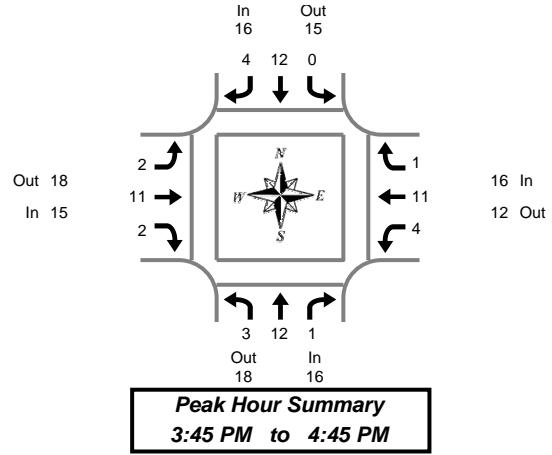 In Out
16 15
4 12 0
N
W E
S
2
11
2
Out 18
In 15
1
11
4
16 In
12 Out
3 12 1
Out In
18 16
Peak Hour Summary
3:45 PM to 4:45 PM